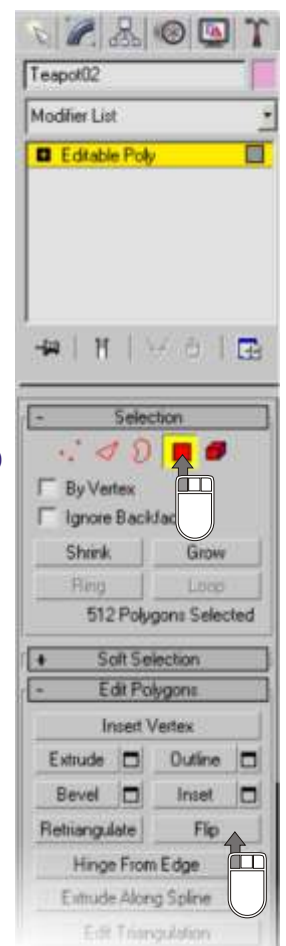 Teapot02
Modifier List
Editable Poly
- Selection
By Vertex
Ignore Backfac
Shrink Grow
Ring Loop
512 Polygons Selected
+ Soft Selection
- Edit Polygons
Insert Vertex
Extrude Outline
Bevel Inset
Retriangulate Flip
Hinge From Edge
Extrude Along Spline
Edit Triangulation